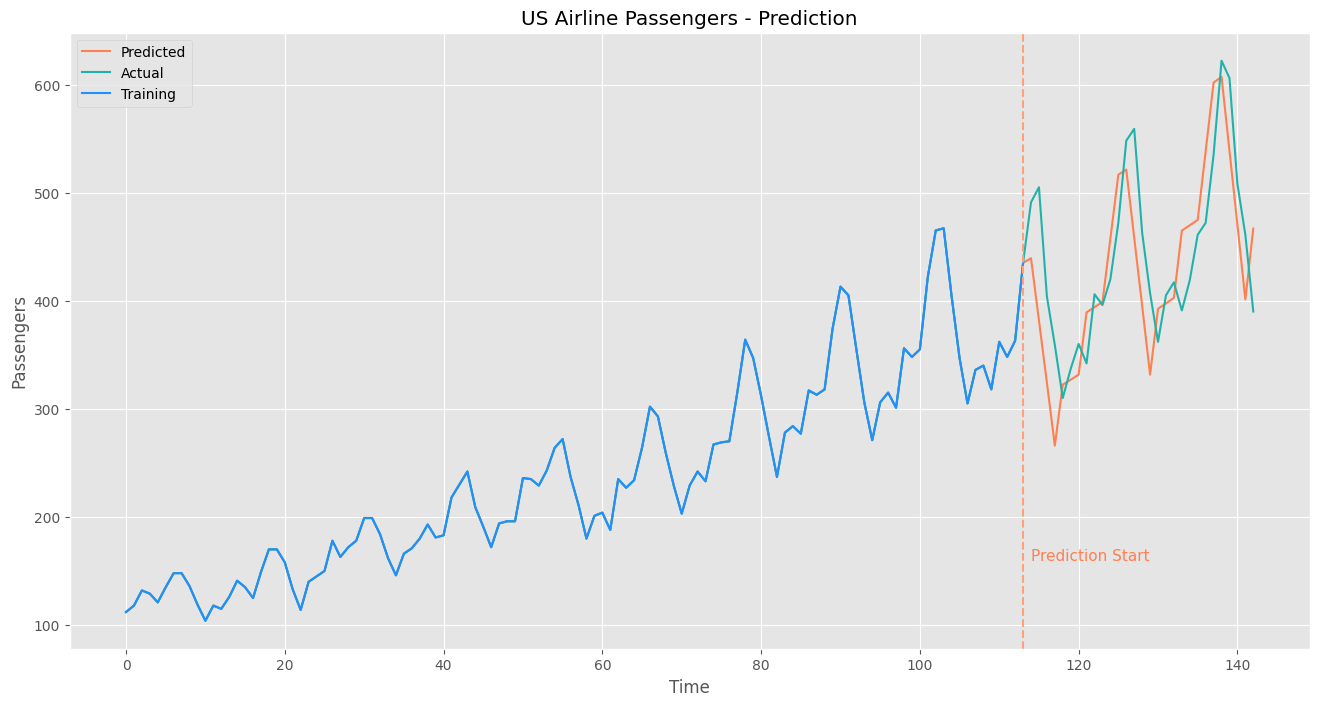 US Airline Passengers - Prediction
Predicted
Actual
Training
600
500
400
300
200
100
Passengers
Prediction Start
0 20 40 60 80 100 120 140
Time